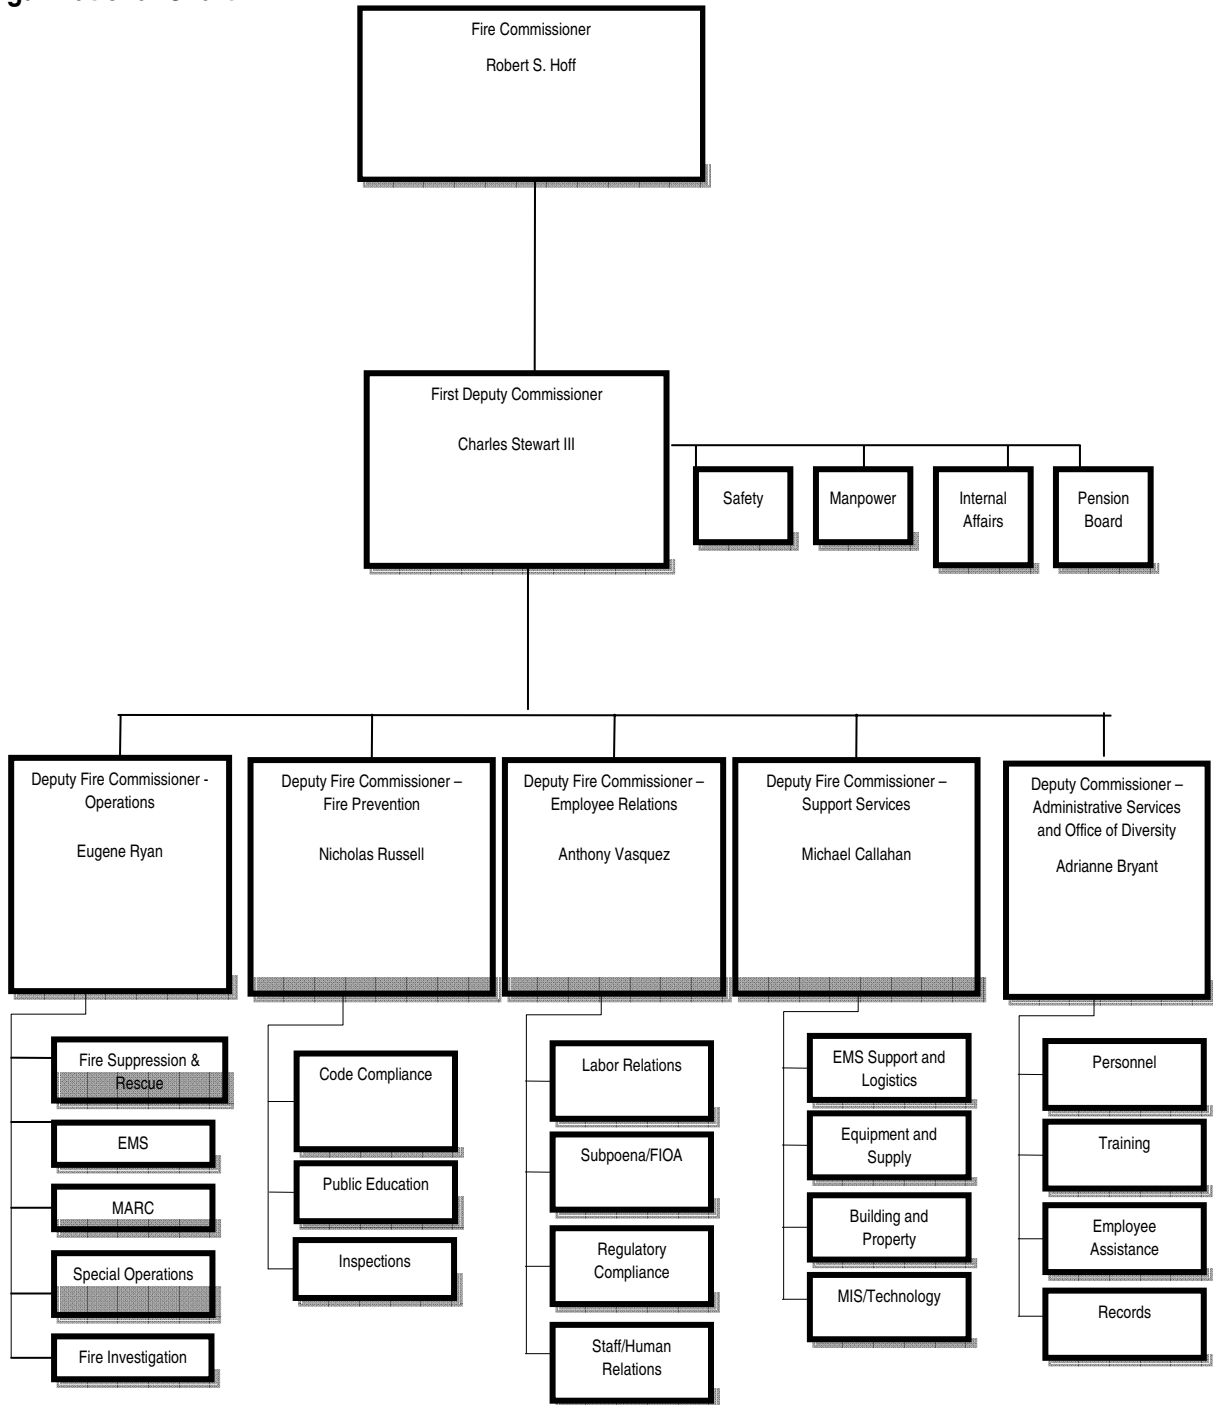 Fire Commissioner
Robert S. Hoff
First Deputy Commissioner
Charles Stewart III
Safety
Manpower
Internal
Affairs
Pension
Board
Deputy Fire Commissioner -
Operations
Eugene Ryan
Deputy Fire Commissioner –
Fire Prevention
Nicholas Russell
Deputy Fire Commissioner –
Employee Relations
Anthony Vasquez
Deputy Fire Commissioner –
Support Services
Michael Callahan
Deputy Commissioner –
Administrative Services
and Office of Diversity
Adrianne Bryant
Fire Suppression &
Rescue
EMS
MARC
Special Operations
Fire Investigation
Code Compliance
Public Education
Inspections
Labor Relations
Subpoena/FIOA
Regulatory
Compliance
Staff/Human
Relations
EMS Support and
Logistics
Equipment and
Supply
Building and
Property
MIS/Technology
Personnel
Training
Employee
Assistance
Records